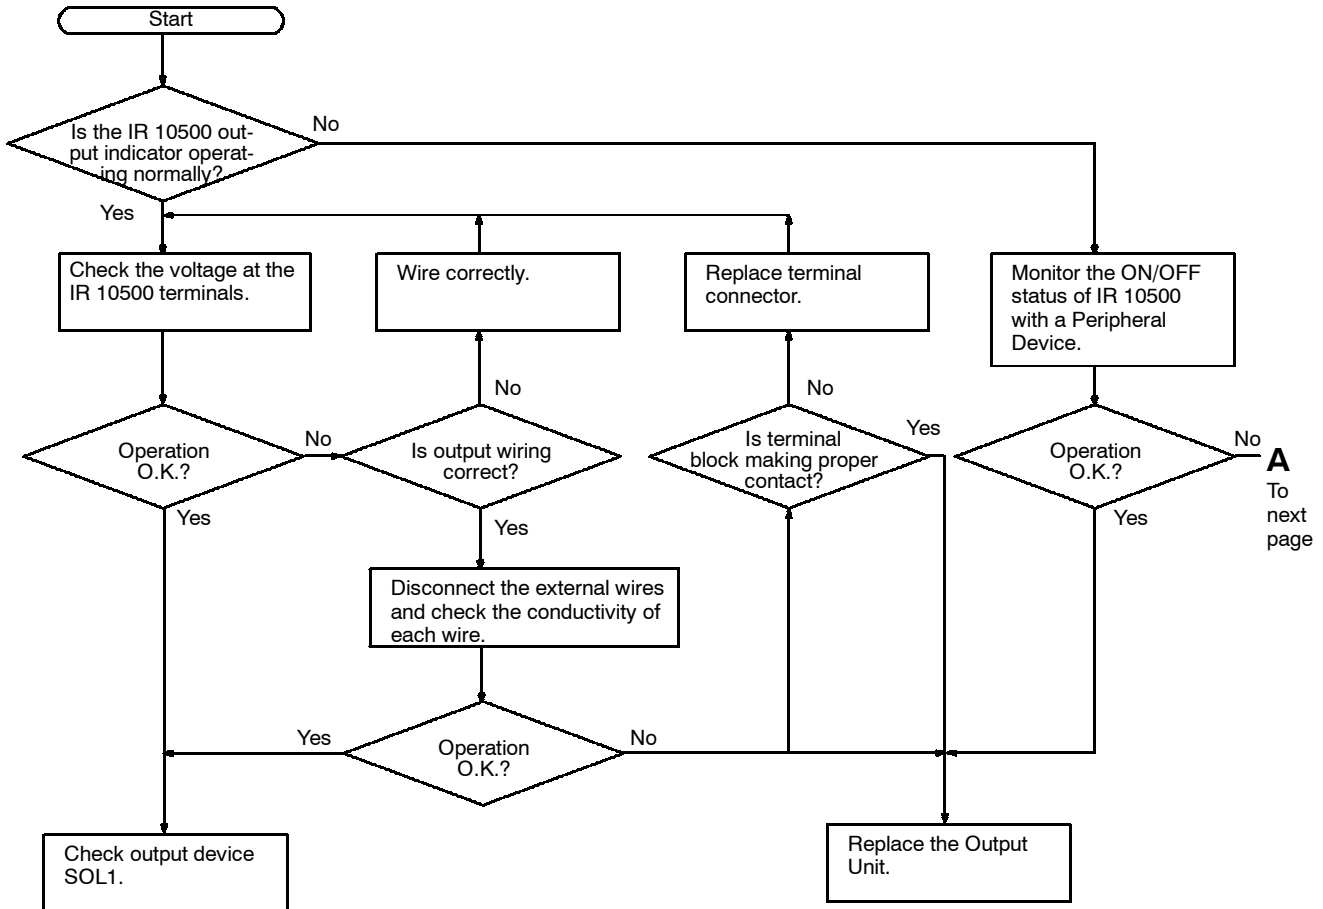 Start
Is the IR 10500 out-
put indicator operat-
ing normally?
No
Yes
Check the voltage at the
IR 10500 terminals.
Wire correctly.
Replace terminal
connector.
Monitor the ON/OFF
status of IR 10500
with a Peripheral
Device.
No
No
Operation
O.K.?
No
Is output wiring
correct?
Is terminal
block making proper
contact?
Yes
Operation
O.K.?
No
A
To
next
page
Yes
Yes
Yes
Disconnect the external wires
and check the conductivity of
each wire.
Yes
Operation
O.K.?
No
Check output device
SOL1.
Replace the Output
Unit.